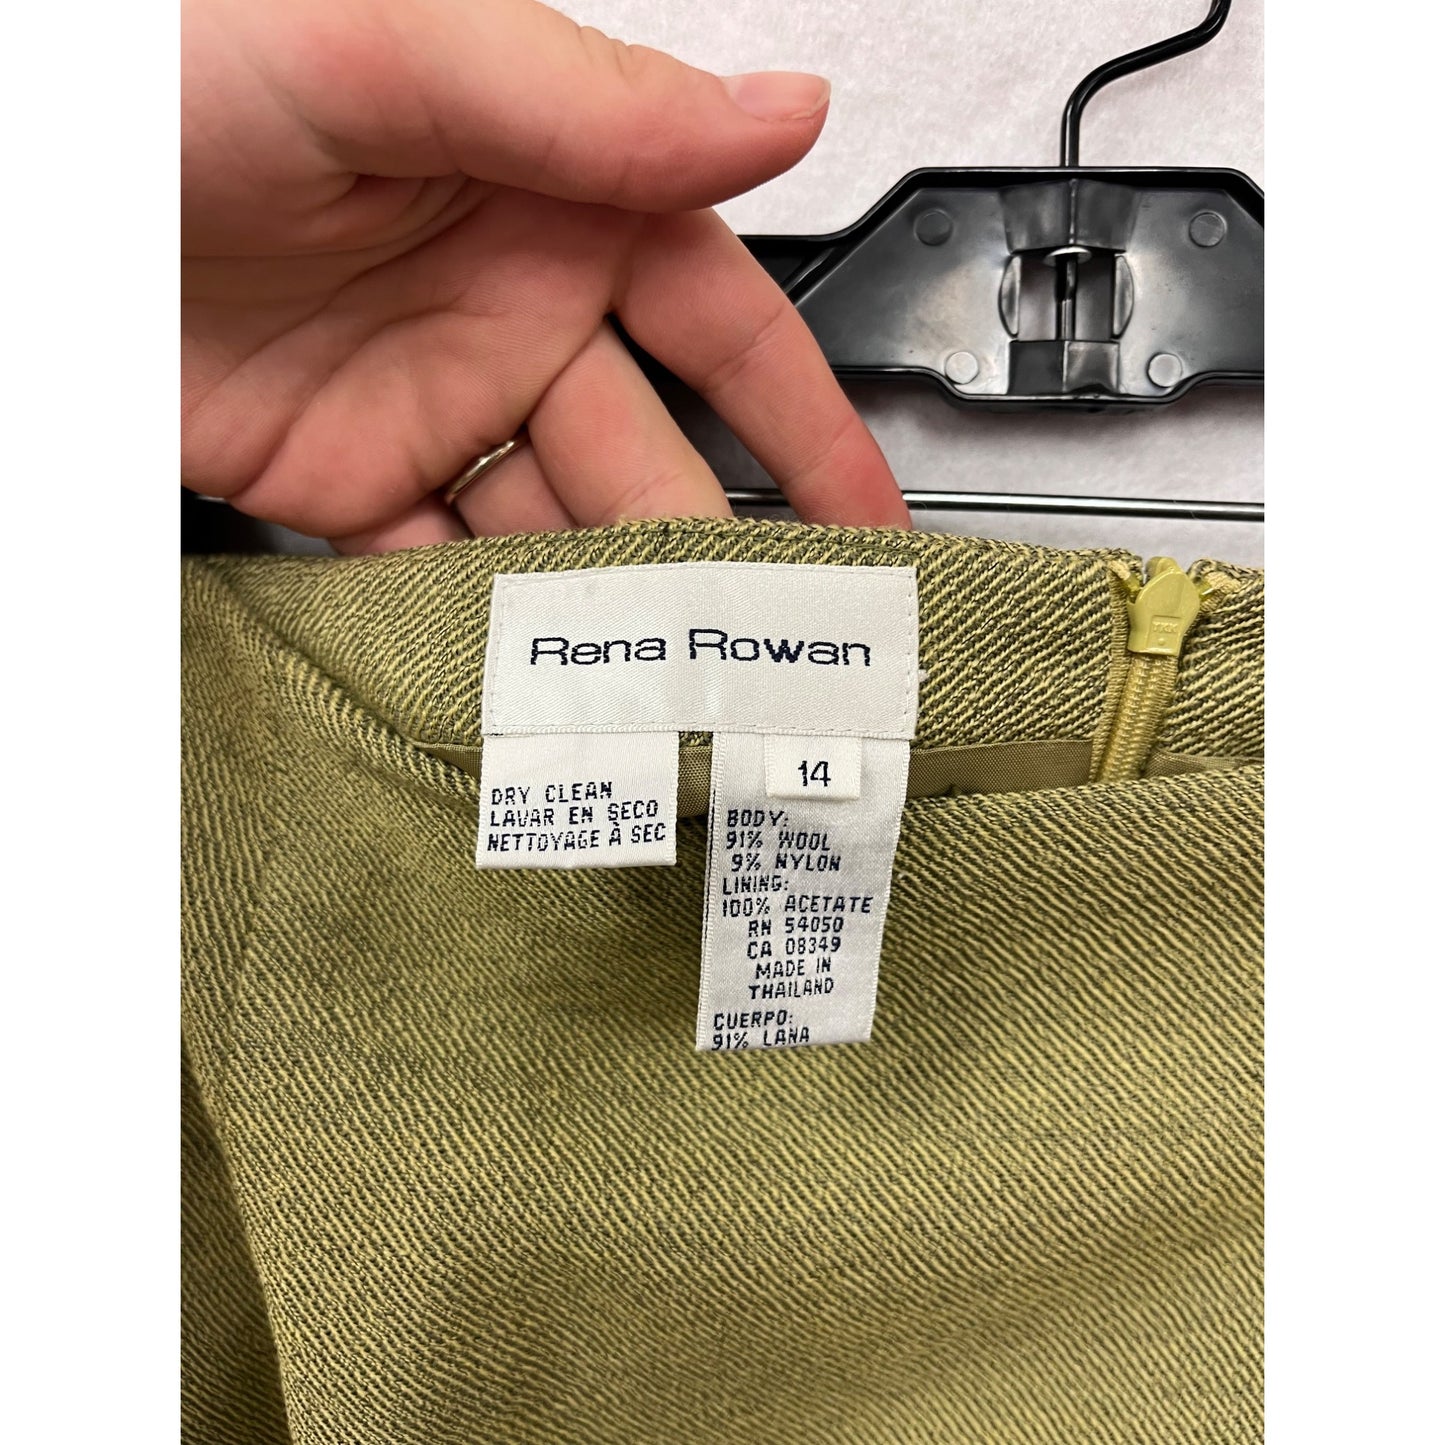 Rena Rowan
DRY CLEAN
LAVAR EN SECO
NETTOYAGE À SEC
14
BODY:
91% WOOL
9% NYLON
LINING:
100% ACETATE
RN 54050
CA 08349
MADE IN
THAILAND
CUERPO:
91% LANA